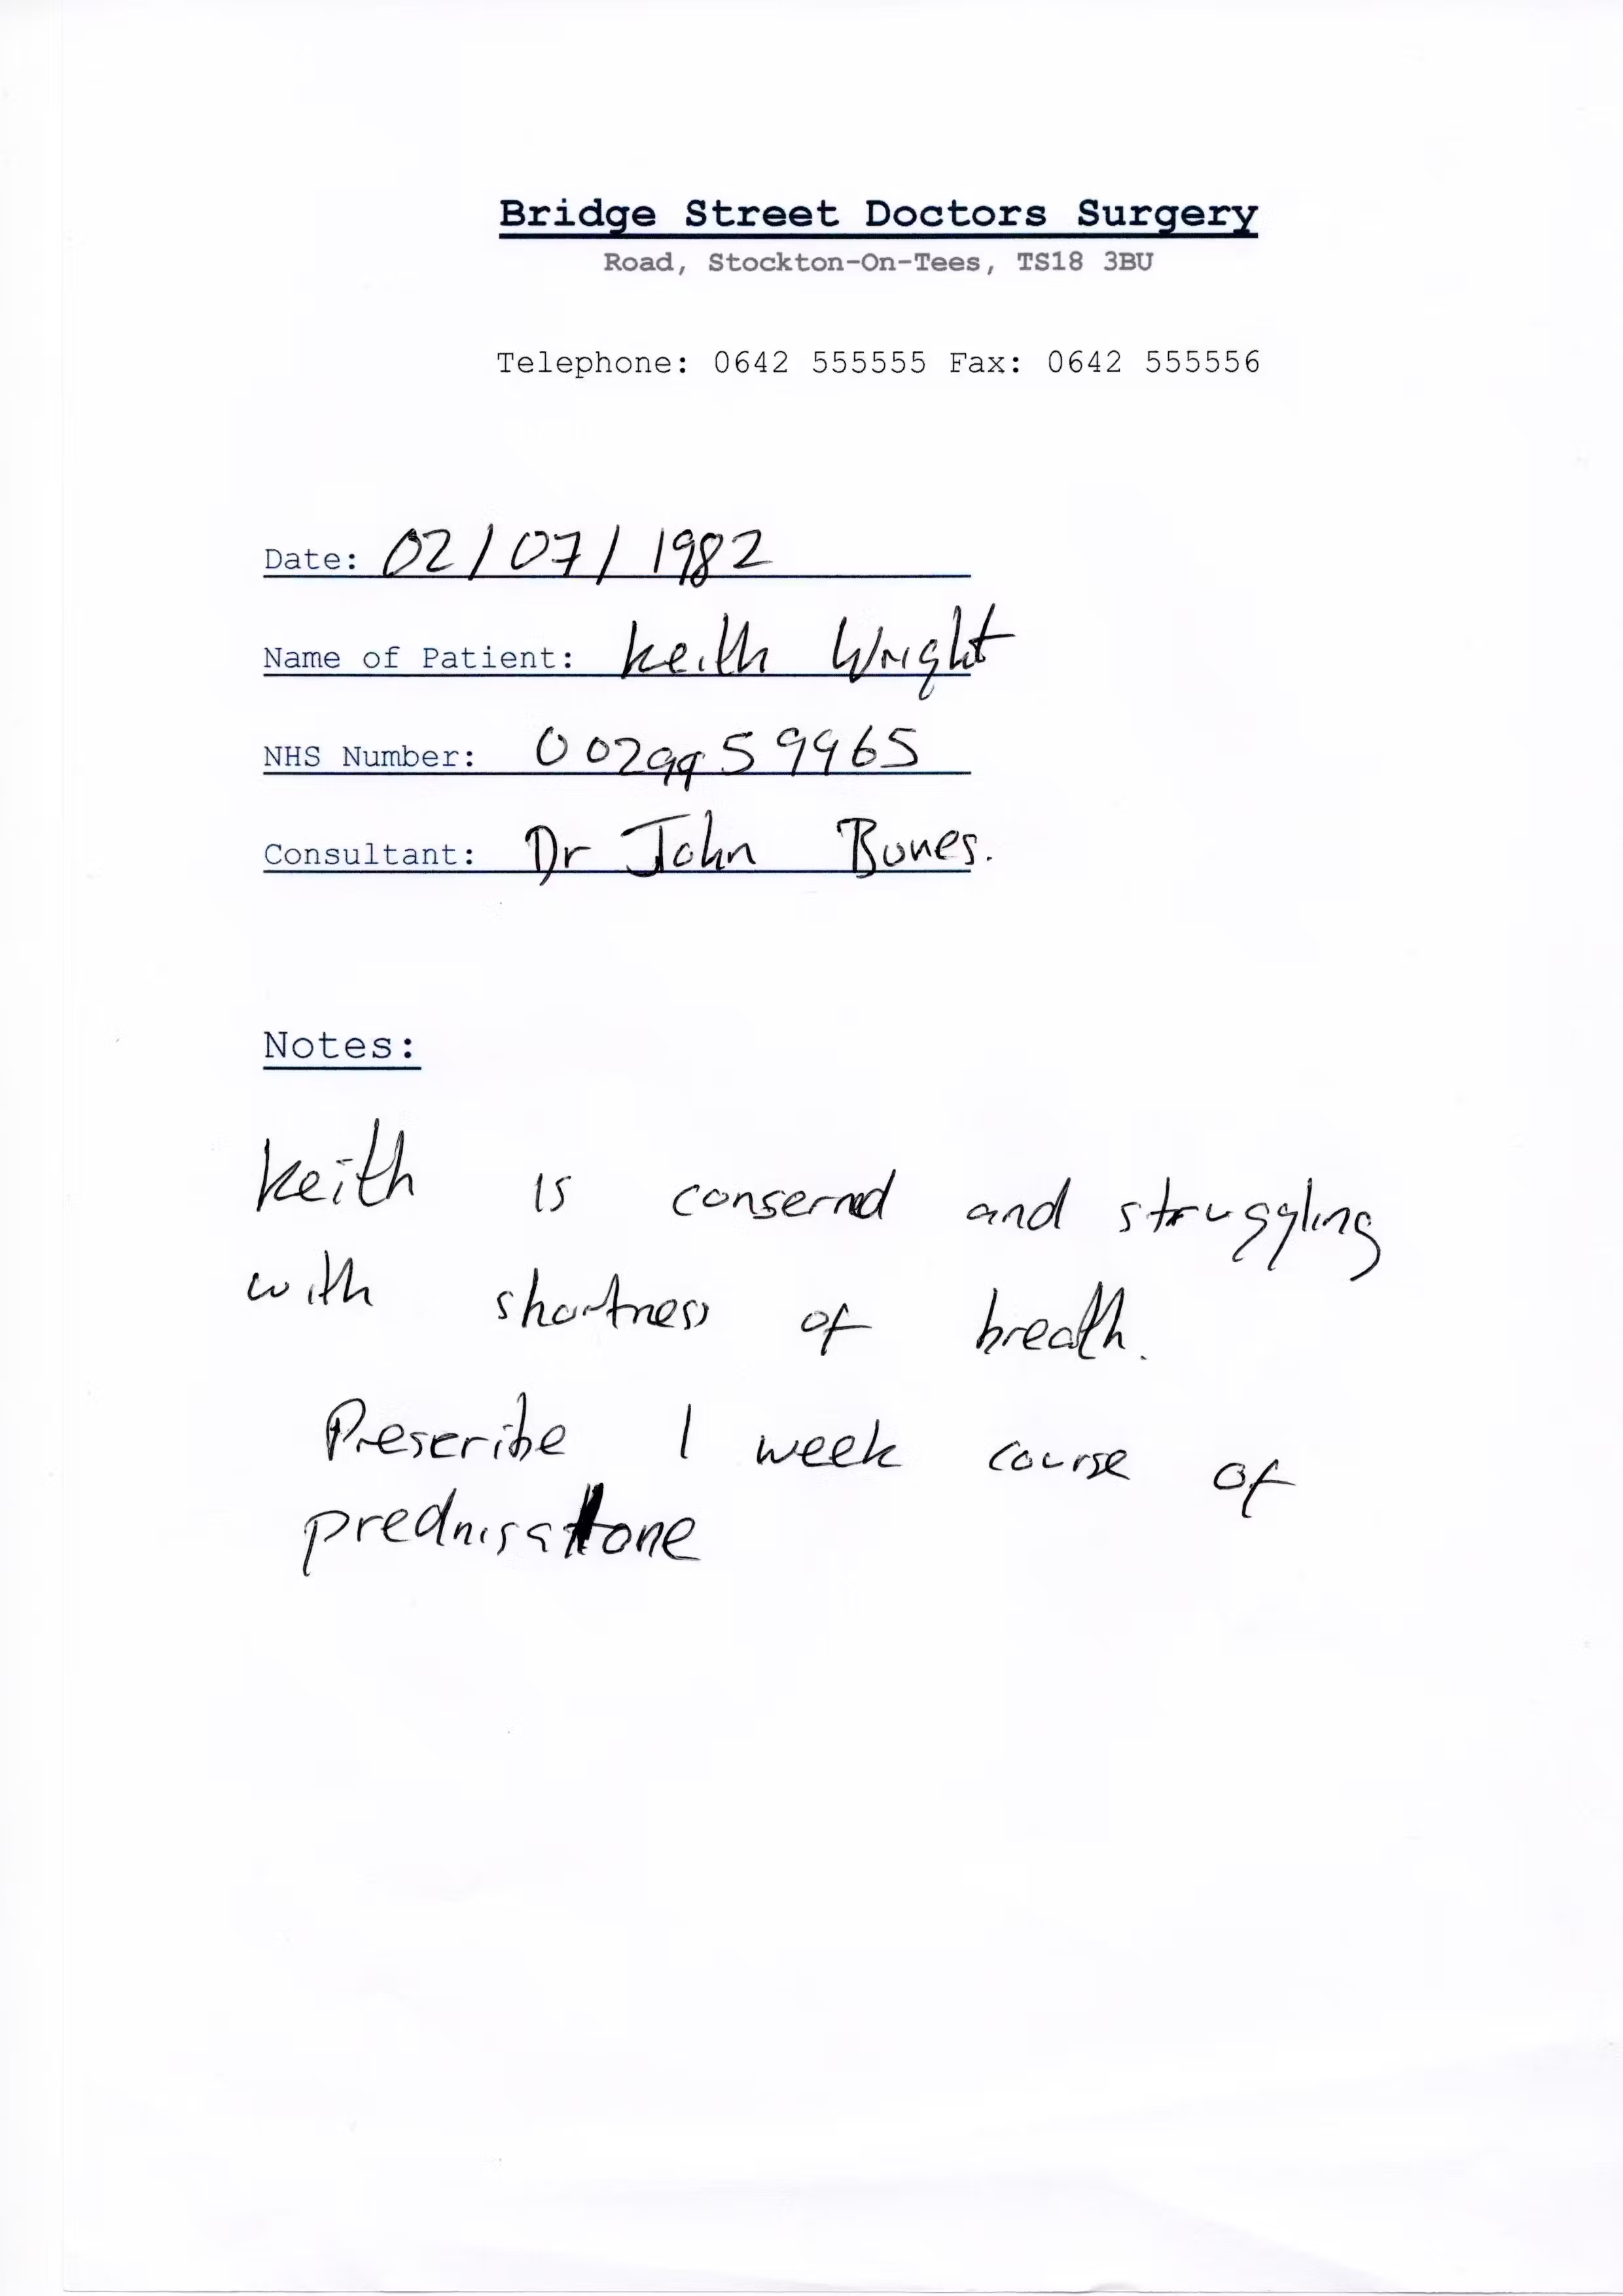 Bridge Street Doctors Surgery
Road, Stockton-On-Tees, TS18 3BU
Telephone: 0642 555555 Fax: 0642 555556
Date: 02/07/1982
Name of Patient: Keith Wright
NHS Number: 0029959965
Consultant: Dr John Bones.
Notes:
Keith is consernd and struggling
with shortness of breath.
Prescribe 1 week course of